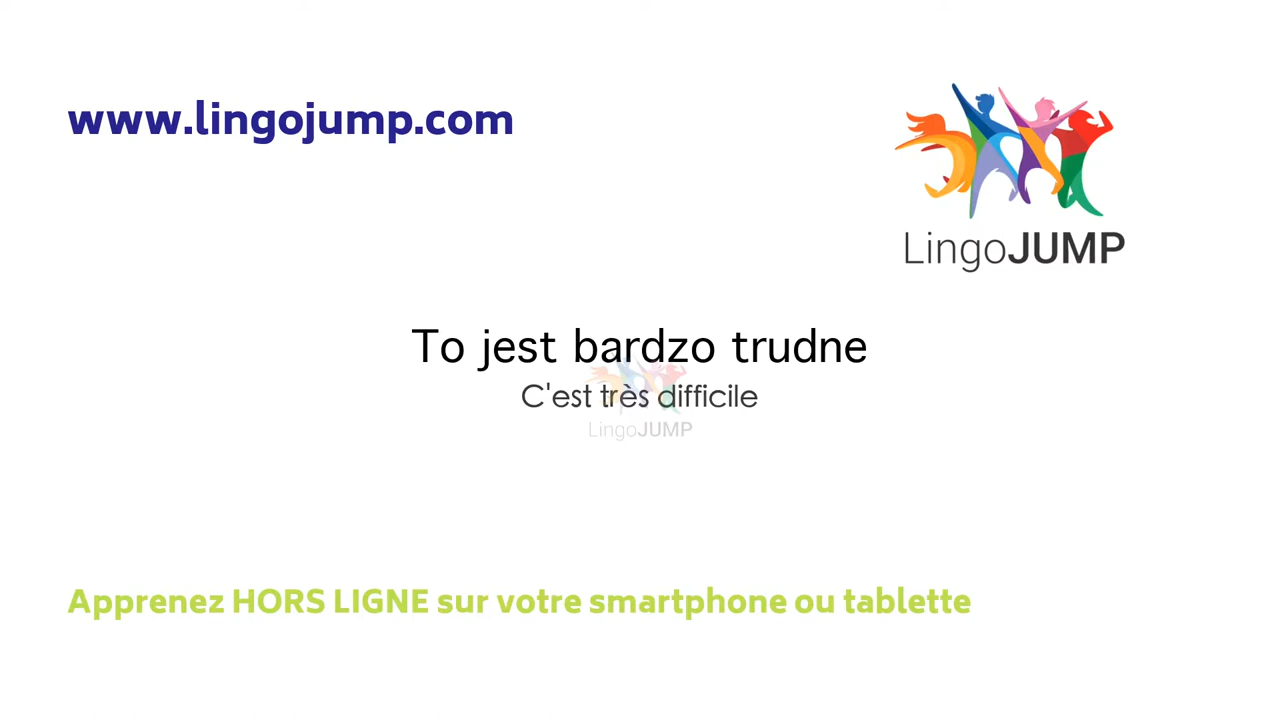 www.lingojump.com
LingoJUMP
To jest bardzo trudne
C'est très difficile
LingoJUMP
Apprenez HORS LIGNE sur votre smartphone ou tablette